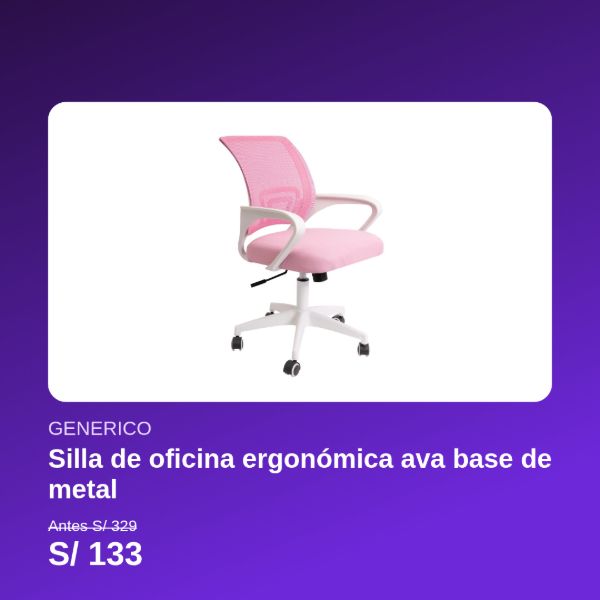 GENERICO
Silla de oficina ergonómica ava base de
metal
Antes S/ 329
S/ 133